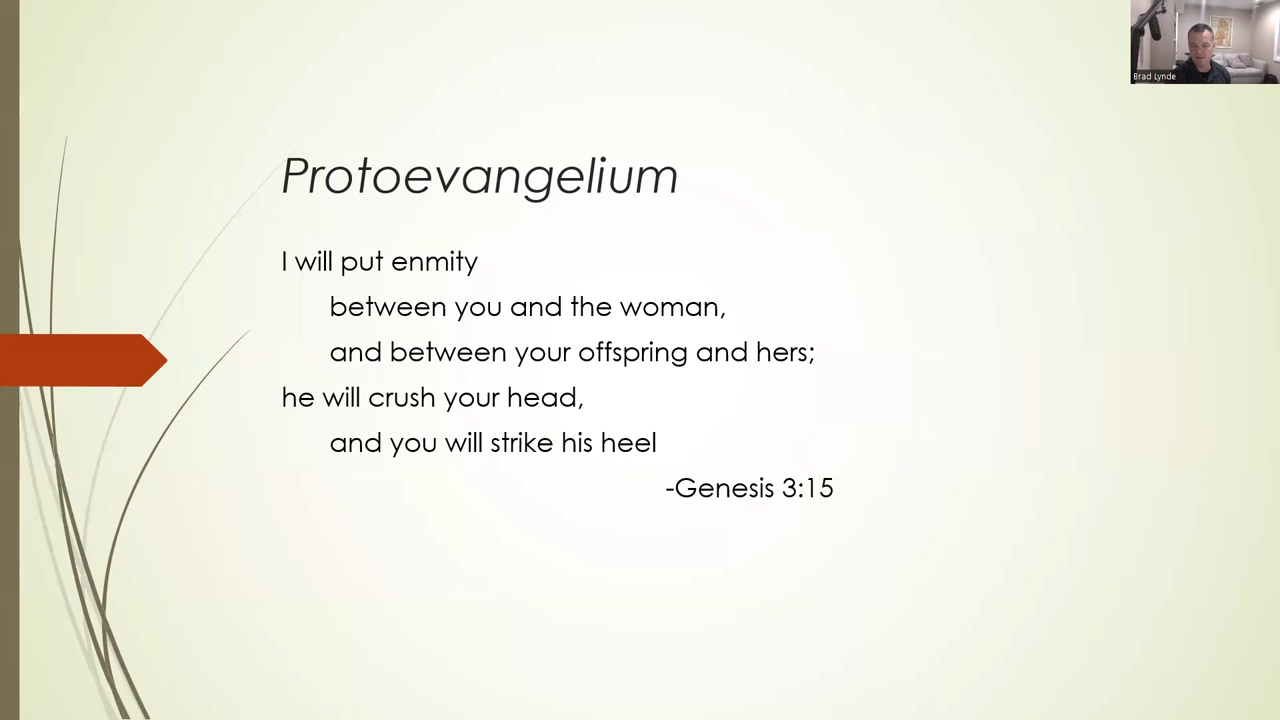 Brad Lynde
Protoevangelium
I will put enmity
between you and the woman,
and between your offspring and hers;
he will crush your head,
and you will strike his heel
-Genesis 3:15